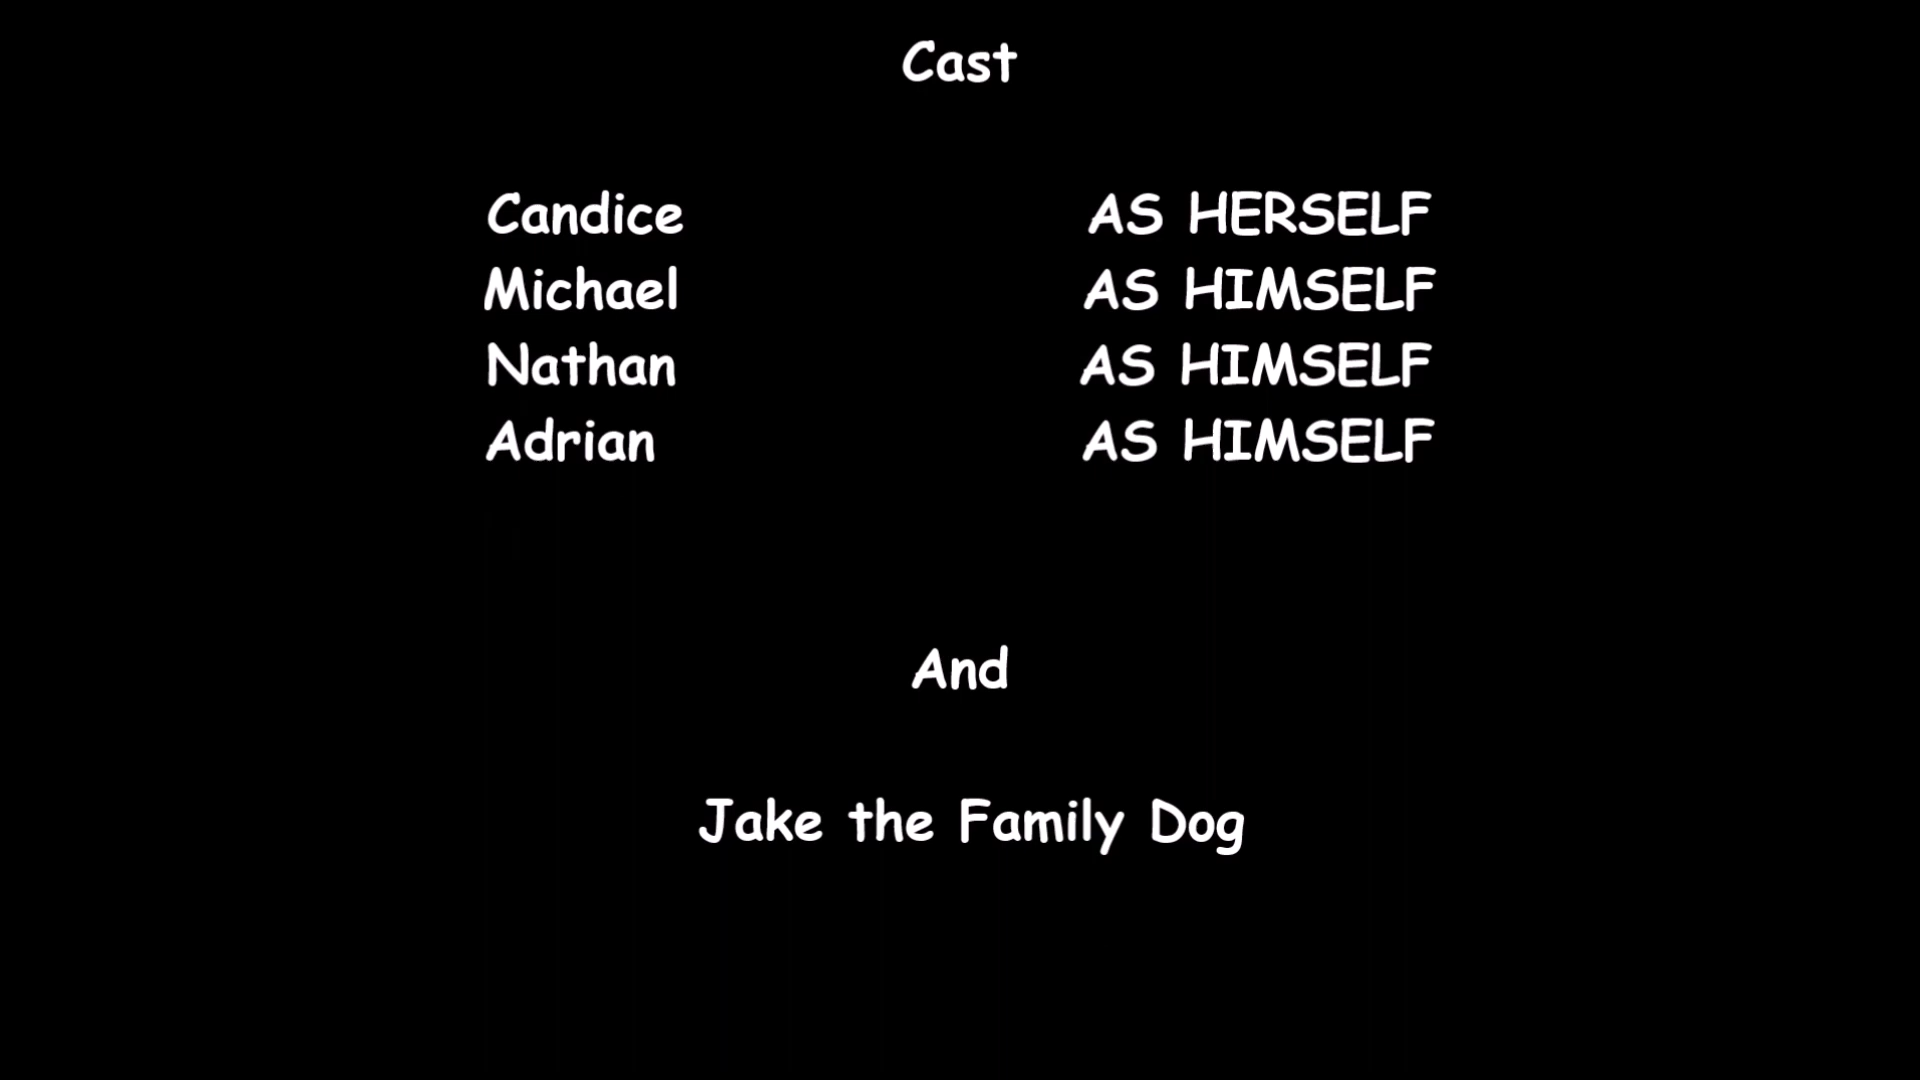 Cast
Candice AS HERSELF
Michael AS HIMSELF
Nathan AS HIMSELF
Adrian AS HIMSELF
And
Jake the Family Dog